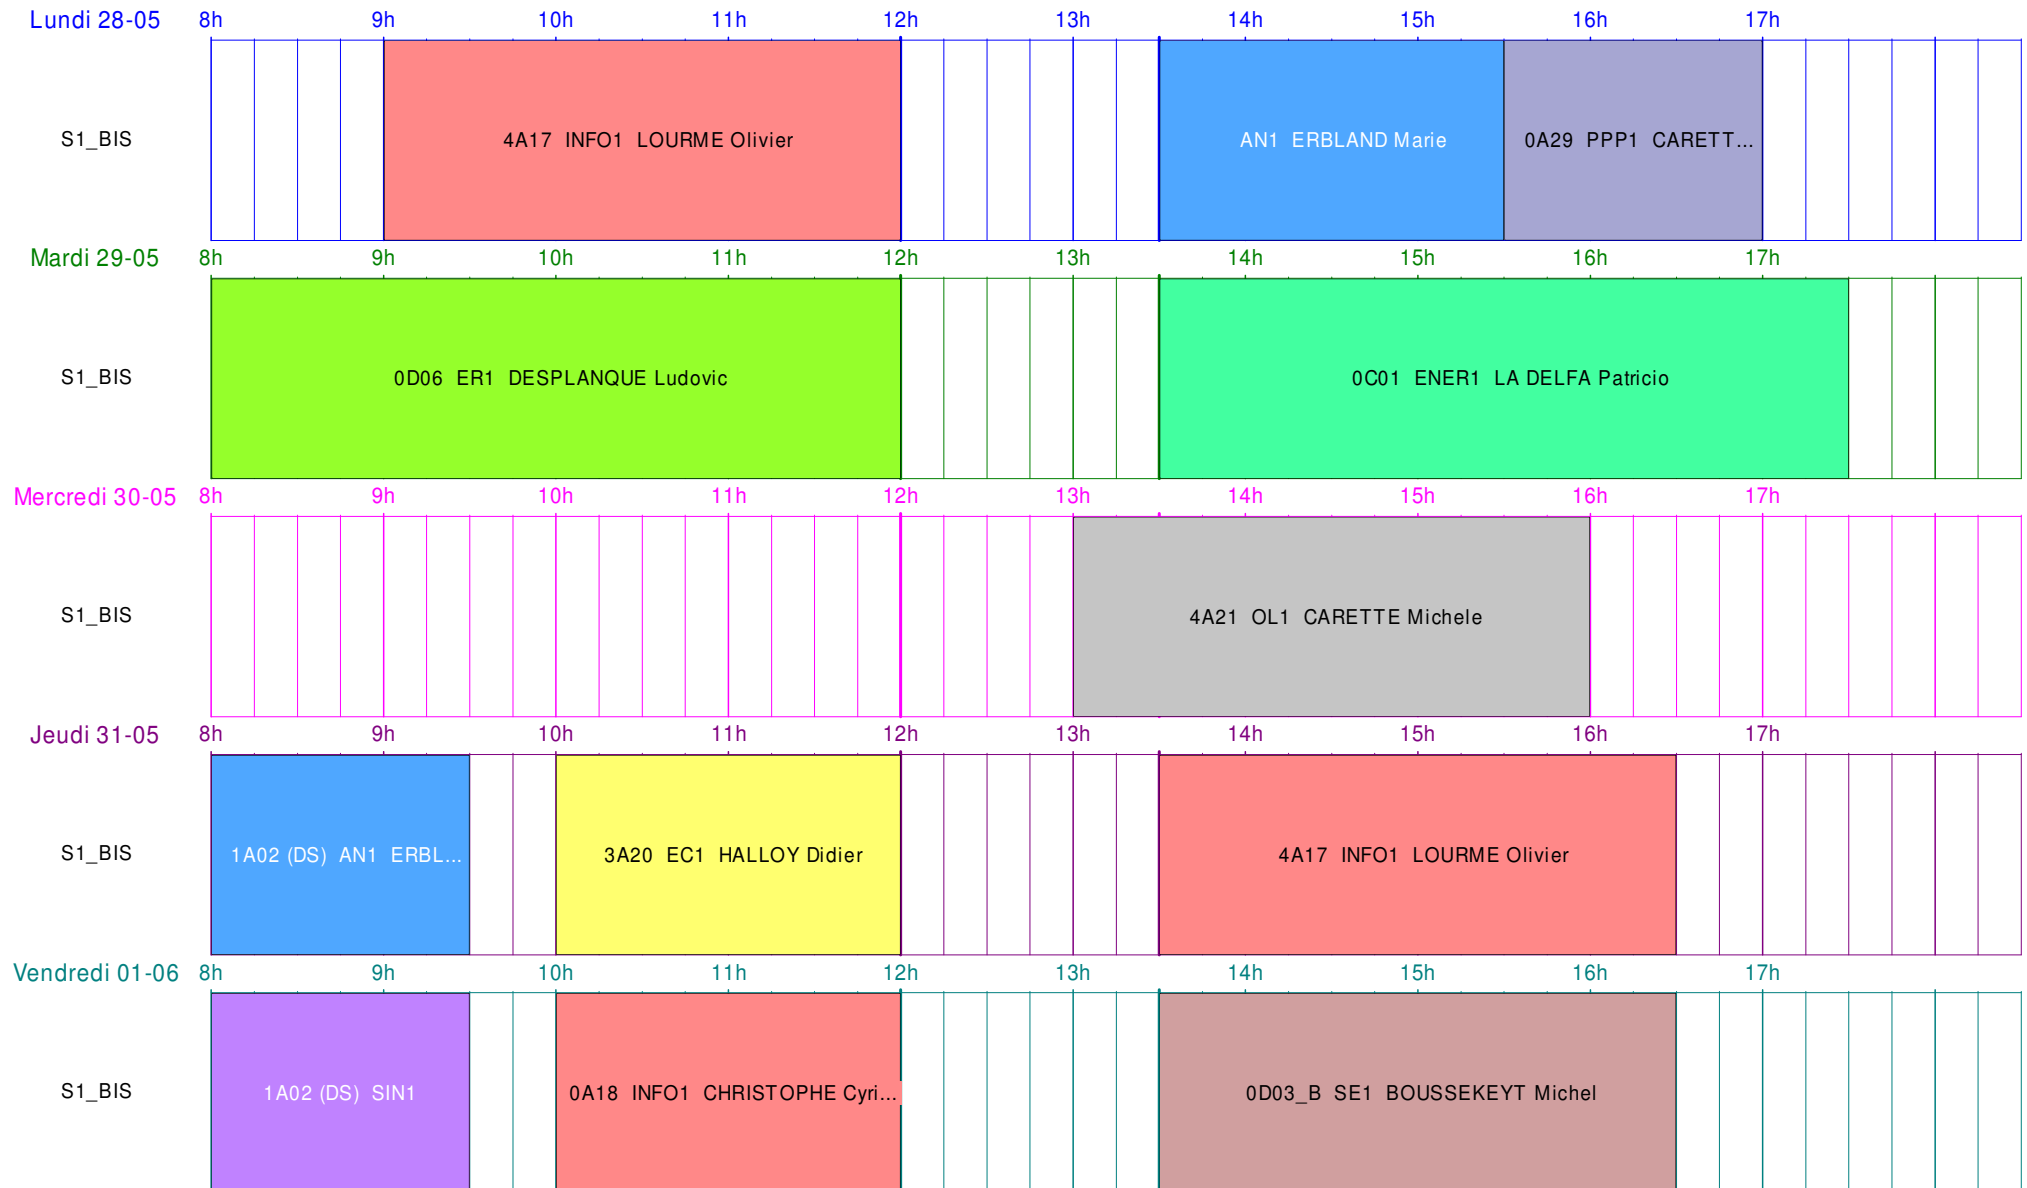 Lundi 28-05 8h 9h 10h 11h 12h 13h 14h 15h 16h 17h
S1_BIS 4A17 INFO1 LOURME Olivier AN1 ERBLAND Marie 0A29 PPP1 CARETT...
Mardi 29-05 8h 9h 10h 11h 12h 13h 14h 15h 16h 17h
S1_BIS 0D06 ER1 DESPLANQUE Ludovic 0C01 ENER1 LA DELFA Patricio
Mercredi 30-05 8h 9h 10h 11h 12h 13h 14h 15h 16h 17h
S1_BIS 4A21 OL1 CARETTE Michele
Jeudi 31-05 8h 9h 10h 11h 12h 13h 14h 15h 16h 17h
S1_BIS 1A02 (DS) AN1 ERBL... 3A20 EC1 HALLOY Didier 4A17 INFO1 LOURME Olivier
Vendredi 01-06 8h 9h 10h 11h 12h 13h 14h 15h 16h 17h
S1_BIS 1A02 (DS) SIN1 0A18 INFO1 CHRISTOPHE Cyri... 0D03_B SE1 BOUSSEKEYT Michel